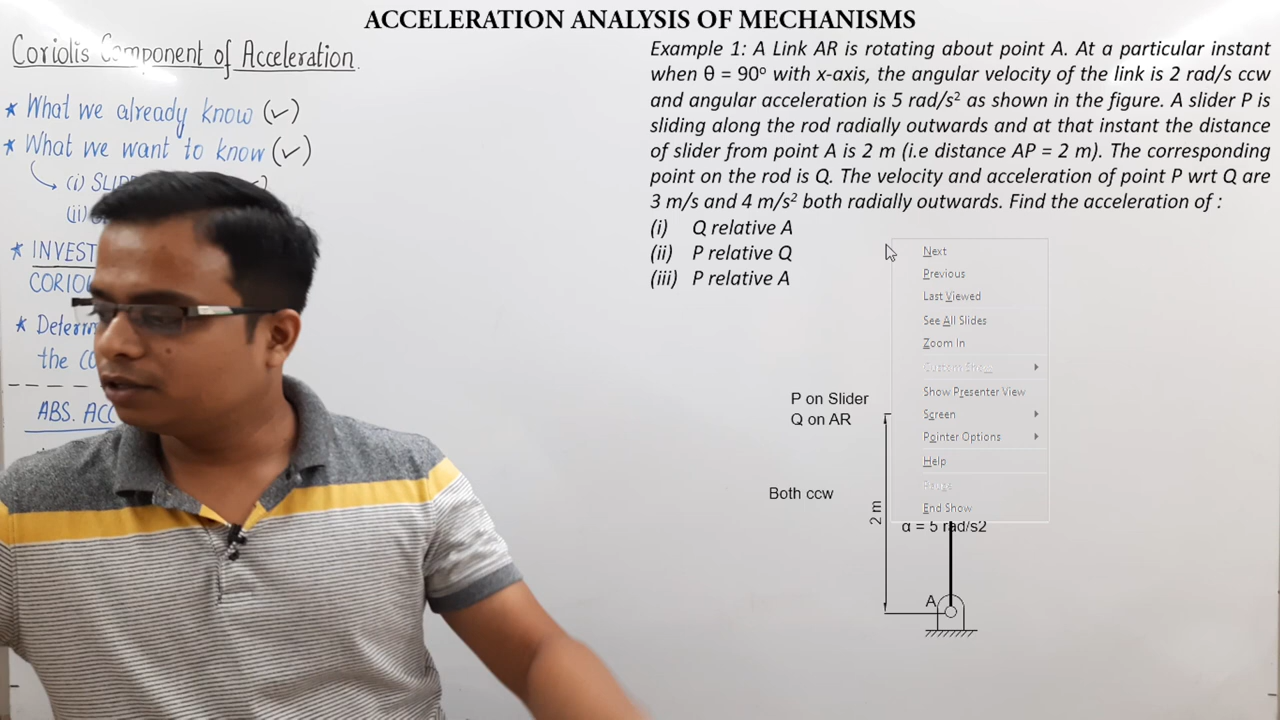 ACCELERATION ANALYSIS OF MECHANISMS
Coriolis Component of Acceleration.
* What we already know (✓)
* What we want to know (✓)
(i) SLID
(ii)
* INVEST
CORIOL
* Determ
the CO
ABS. ACC
Example 1: A Link AR is rotating about point A. At a particular instant
when θ = 90° with x-axis, the angular velocity of the link is 2 rad/s ccw
and angular acceleration is 5 rad/s² as shown in the figure. A slider P is
sliding along the rod radially outwards and at that instant the distance
of slider from point A is 2 m (i.e distance AP = 2 m). The corresponding
point on the rod is Q. The velocity and acceleration of point P wrt Q are
3 m/s and 4 m/s² both radially outwards. Find the acceleration of :
(i) Q relative A
(ii) P relative Q
(iii) P relative A
Next
Previous
Last Viewed
See All Slides
Zoom In
Custom Show
Show Presenter View
Screen
Pointer Options
Help
Pause
End Show
P on Slider
Q on AR
Both ccw
2 m
α = 5 rad/s2
A